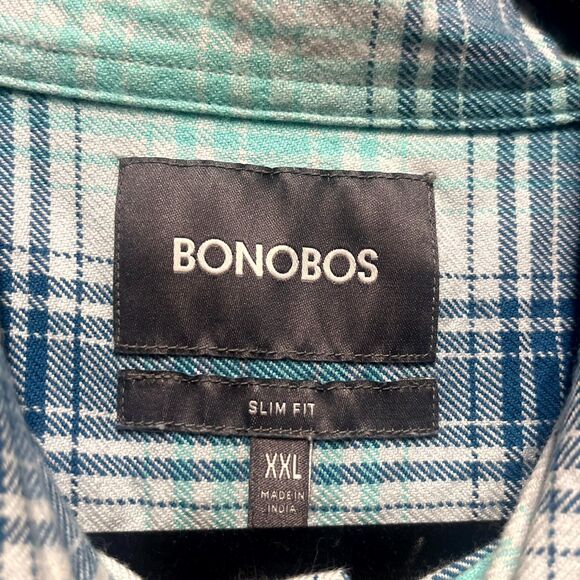 BONOBOS
SLIM FIT
XXL
MADE IN
INDIA